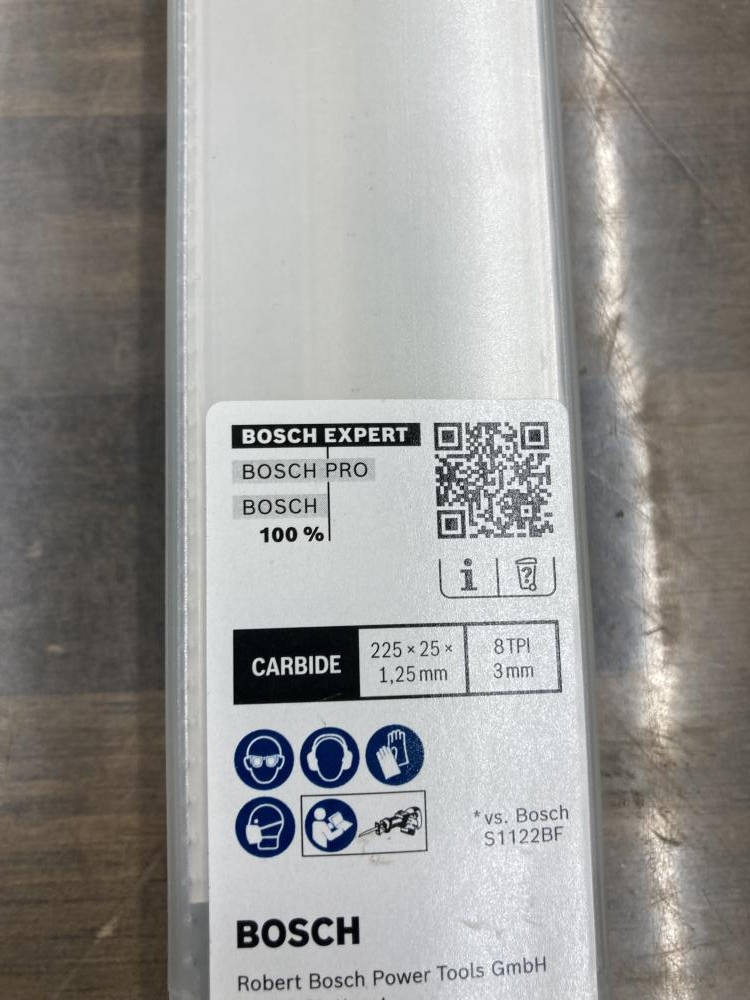 BOSCH EXPERT
BOSCH PRO
BOSCH
100 %
i
?
CARBIDE
225 × 25 ×
1,25 mm
8 TPI
3 mm
* vs. Bosch
S1122BF
BOSCH
Robert Bosch Power Tools GmbH